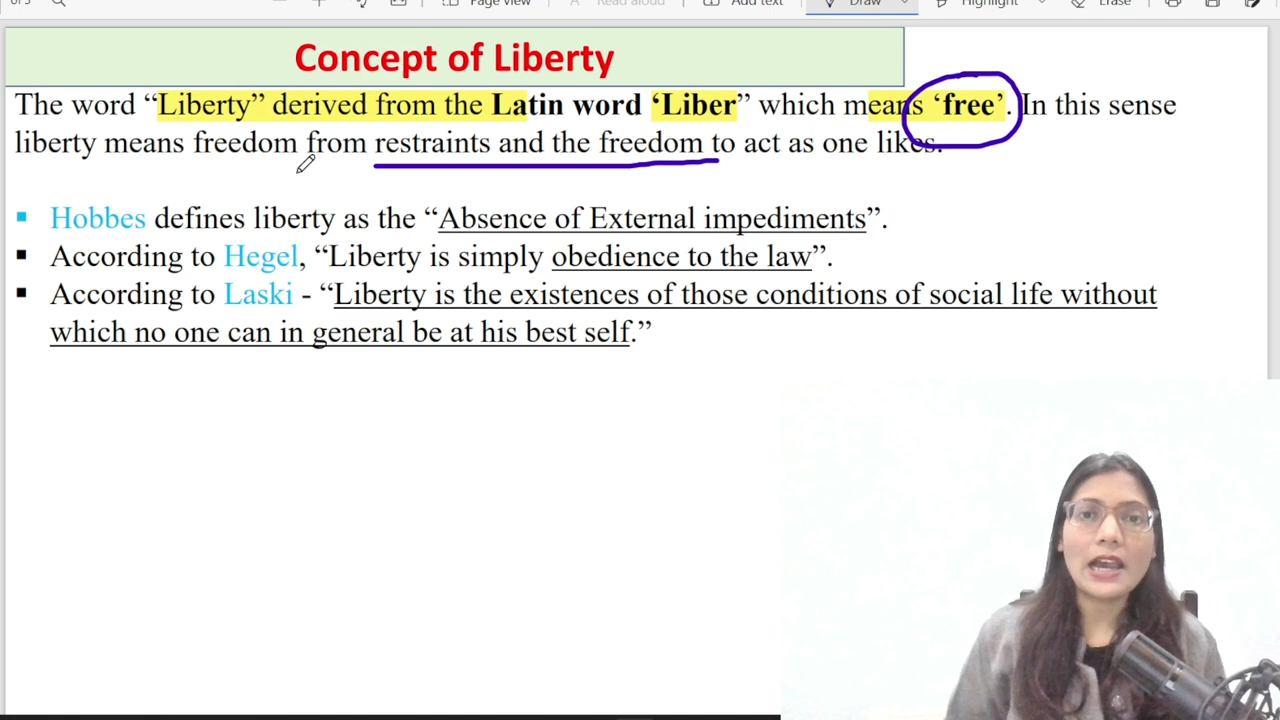 of 5
Page view
Read aloud
Add text
Draw
Highlight
Erase
Concept of Liberty
The word “Liberty” derived from the Latin word ‘Liber” which means ‘free’. In this sense
liberty means freedom from restraints and the freedom to act as one likes.
▪ Hobbes defines liberty as the “Absence of External impediments”.
▪ According to Hegel, “Liberty is simply obedience to the law”.
▪ According to Laski - “Liberty is the existences of those conditions of social life without
which no one can in general be at his best self.”